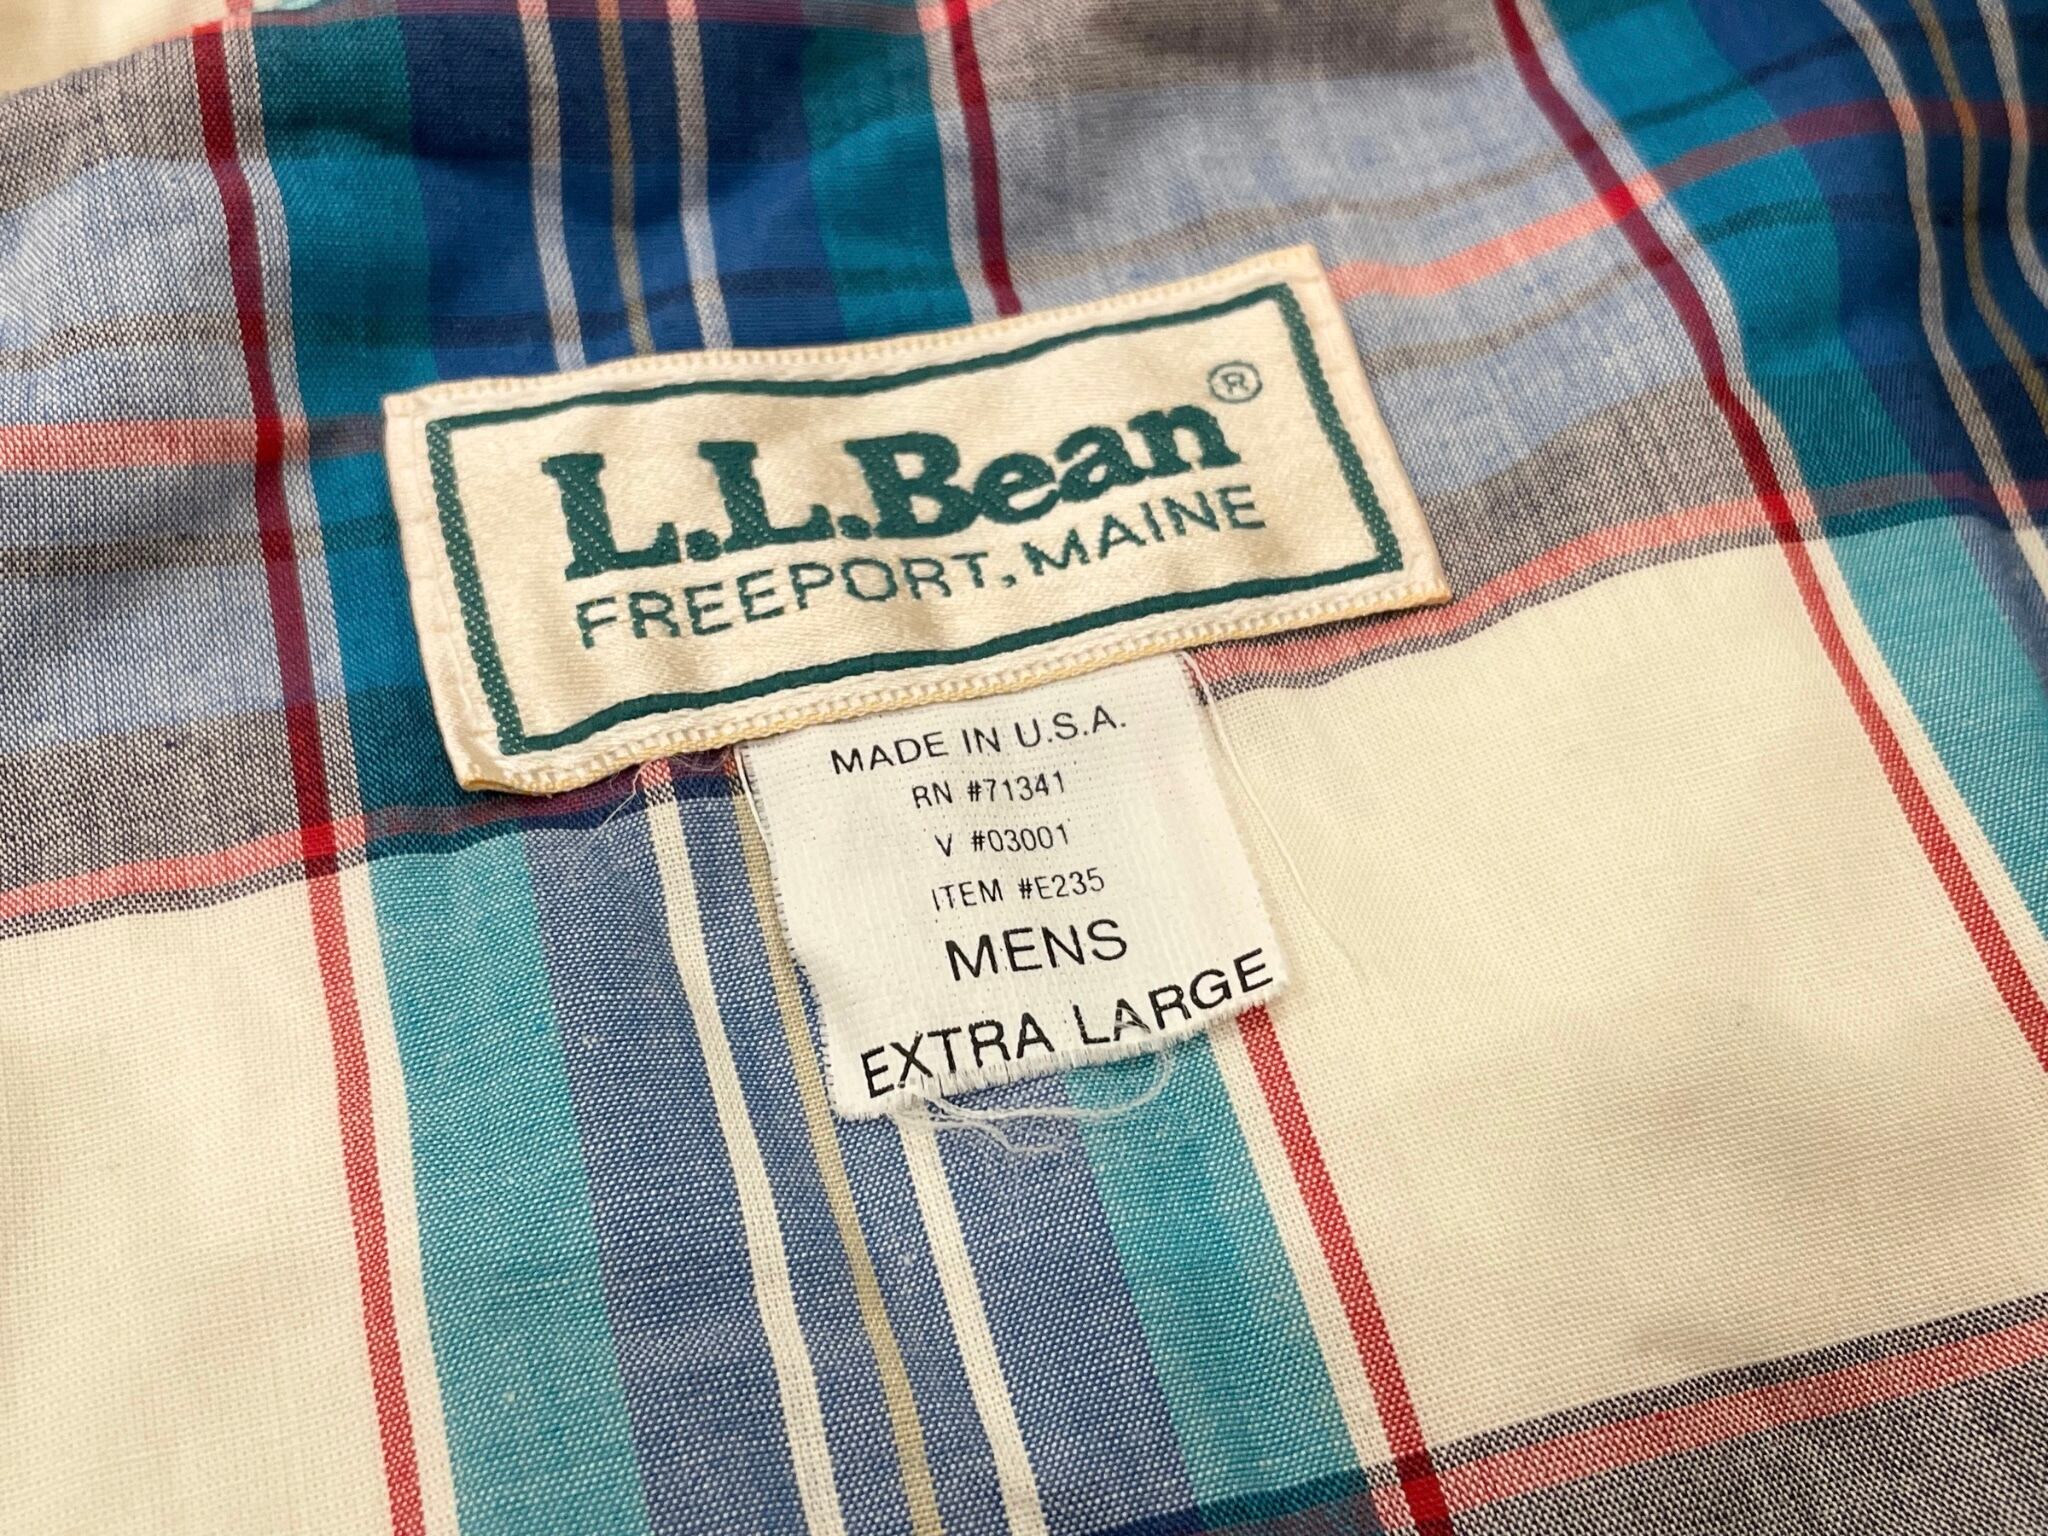 L.L.Bean®
FREEPORT, MAINE
MADE IN U.S.A.
RN #71341
V #03001
ITEM #E235
MENS
EXTRA LARGE